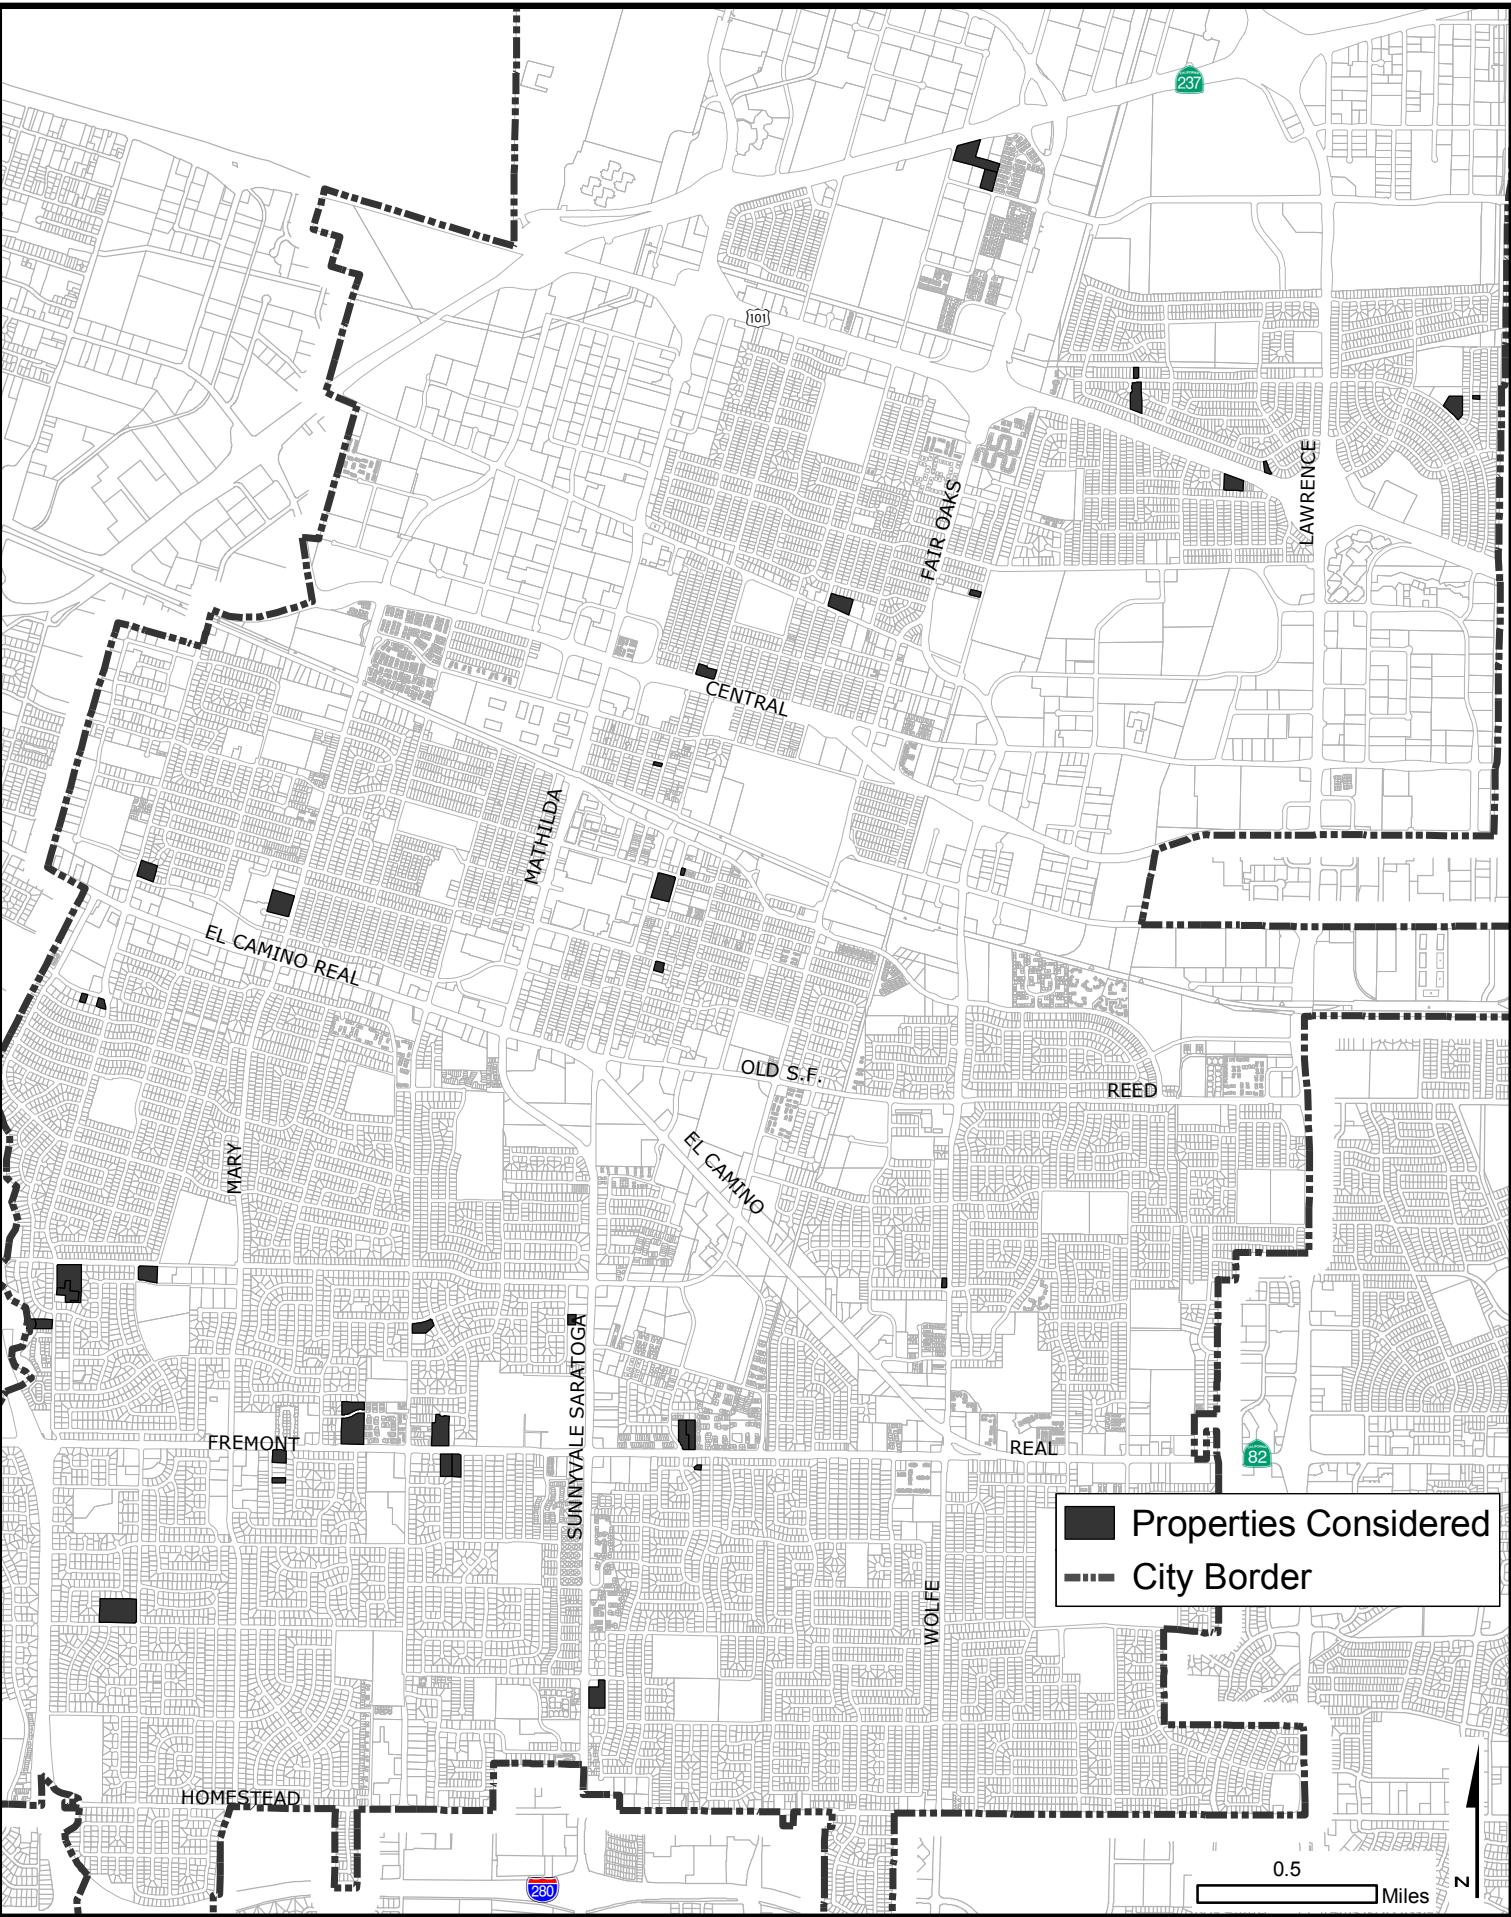 237
101
LAWRENCE
FAIR OAKS
CENTRAL
MATHILDA
EL CAMINO REAL
OLD S.F.
REED
EL CAMINO
MARY
SUNNYVALE SARATOGA
FREMONT
REAL
82
Properties Considered
City Border
WOLFE
HOMESTEAD
0.5
Miles
N
280